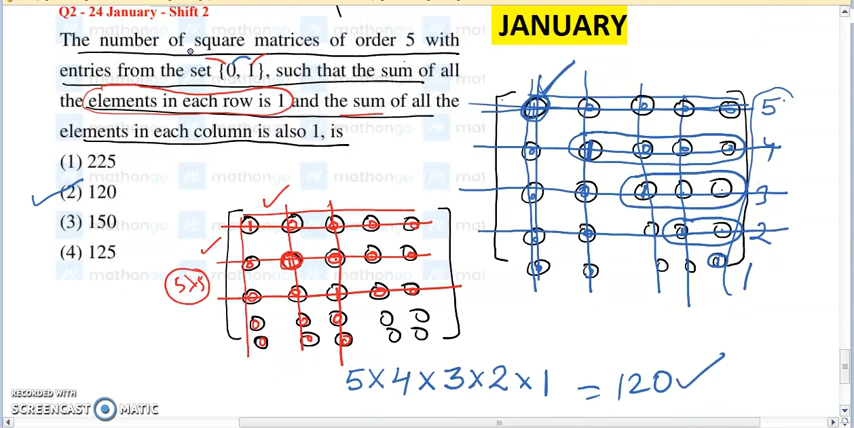 Q2 - 24 January - Shift 2
JANUARY
The number of square matrices of order 5 with
entries from the set {0, 1}, such that the sum of all
the elements in each row is 1 and the sum of all the
elements in each column is also 1, is
(1) 225
(2) 120
(3) 150
(4) 125
5
4
3
2
1
5×5
5×4×3×2×1 = 120
mathongo
RECORDED WITH
SCREENCAST MATIC